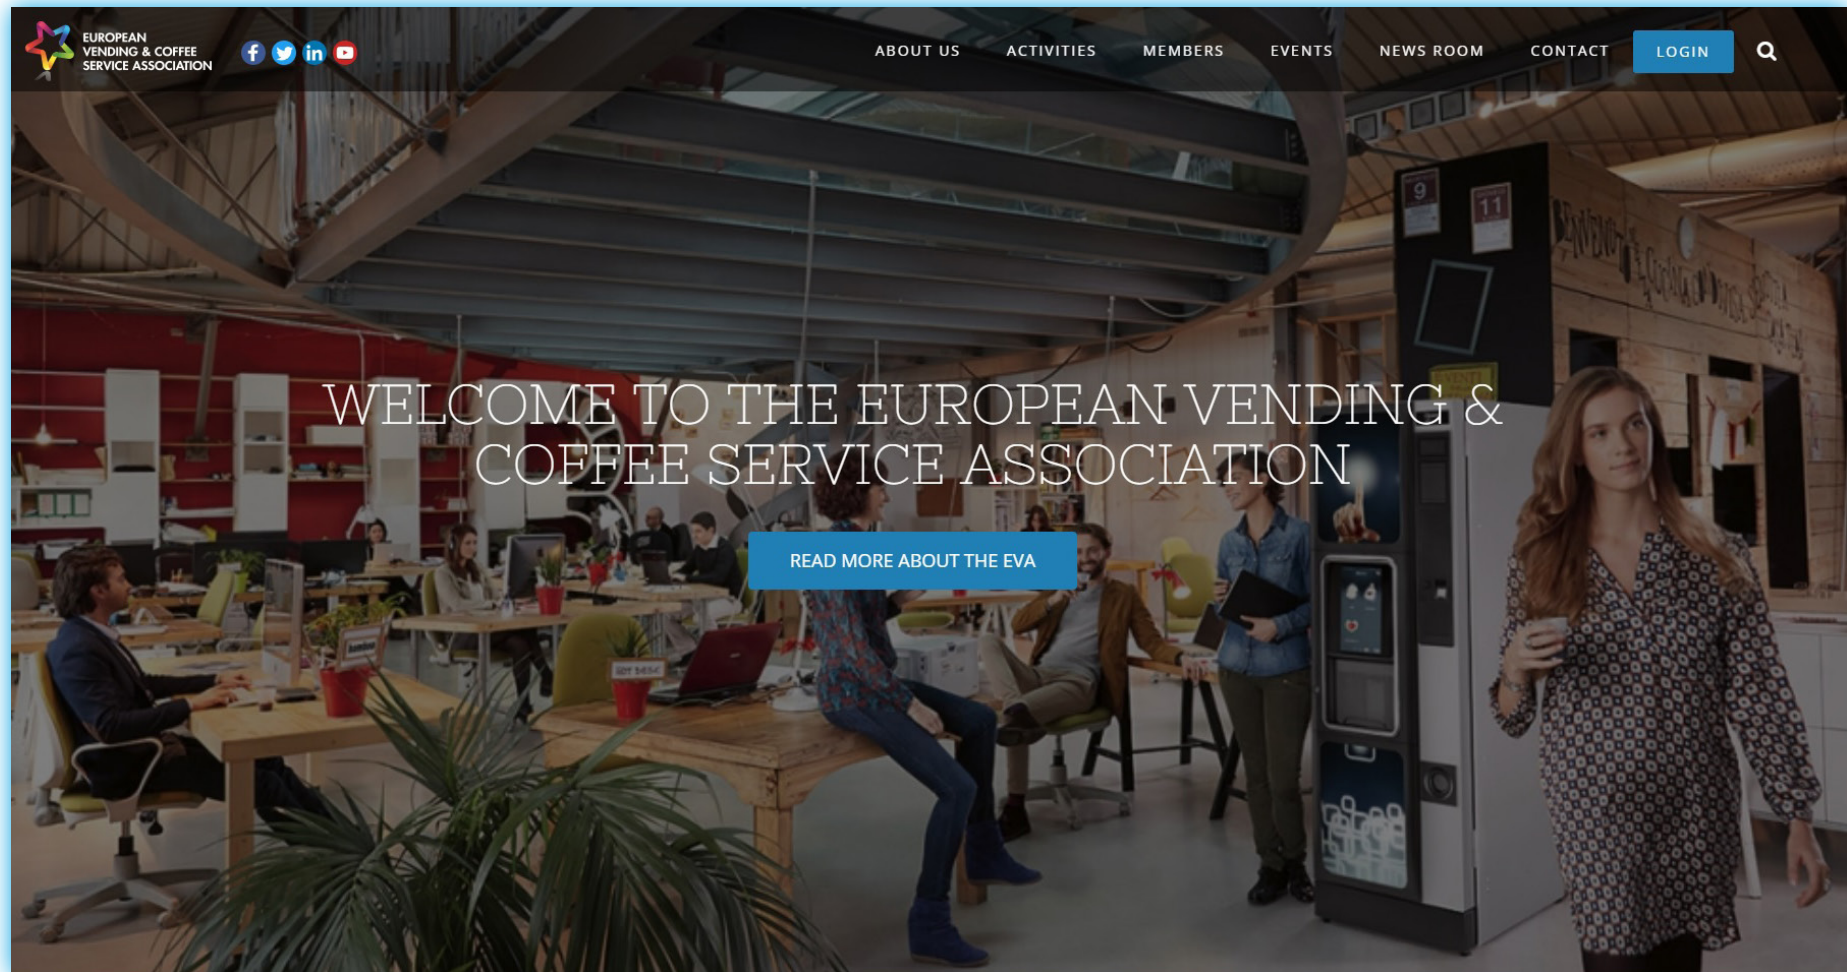 EUROPEAN
VENDING & COFFEE
SERVICE ASSOCIATION
ABOUT US
ACTIVITIES
MEMBERS
EVENTS
NEWS ROOM
CONTACT
LOGIN
9
11
WELCOME TO THE EUROPEAN VENDING &
COFFEE SERVICE ASSOCIATION
READ MORE ABOUT THE EVA